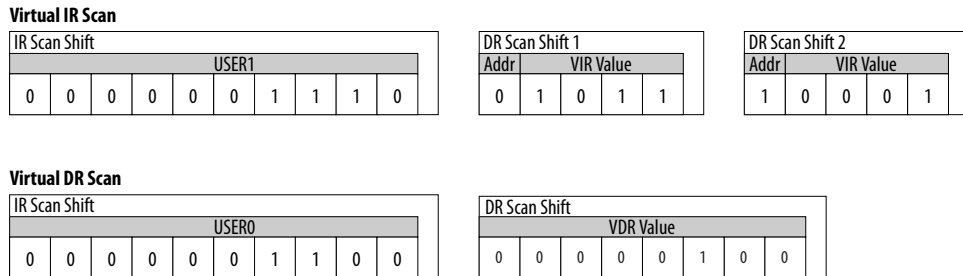 Virtual IR Scan
IR Scan Shift
USER1
0 0 0 0 0 0 1 1 1 0
DR Scan Shift 1
Addr VIR Value
0 1 0 1 1
DR Scan Shift 2
Addr VIR Value
1 0 0 0 1
Virtual DR Scan
IR Scan Shift
USER0
0 0 0 0 0 0 1 1 0 0
DR Scan Shift
VDR Value
0 0 0 0 0 1 0 0